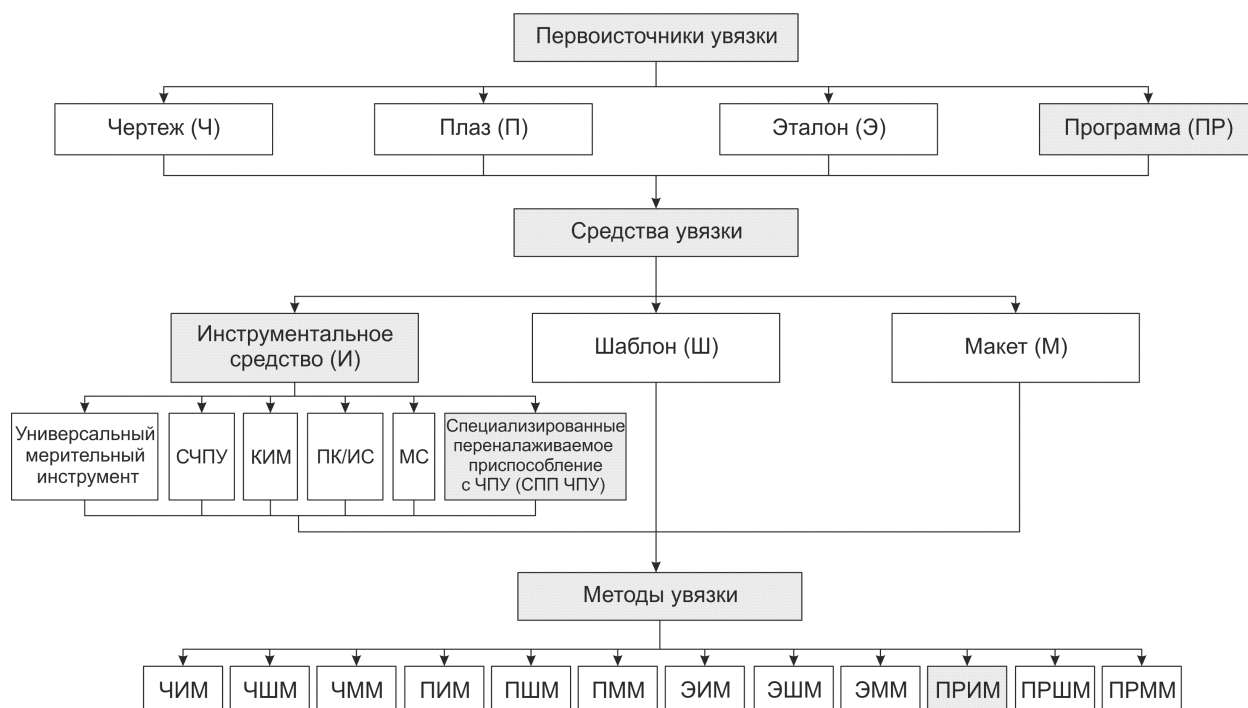 Первоисточники увязки
Чертеж (Ч)
Плаз (П)
Эталон (Э)
Программа (ПР)
Средства увязки
Инструментальное
средство (И)
Шаблон (Ш)
Макет (М)
Универсальный
мерительный
инструмент
СЧПУ
КИМ
ПК/ИС
МС
Специализированные
переналаживаемое
приспособление
с ЧПУ (СПП ЧПУ)
Методы увязки
ЧИМ
ЧШМ
ЧММ
ПИМ
ПШМ
ПММ
ЭИМ
ЭШМ
ЭММ
ПРИМ
ПРШМ
ПРММ